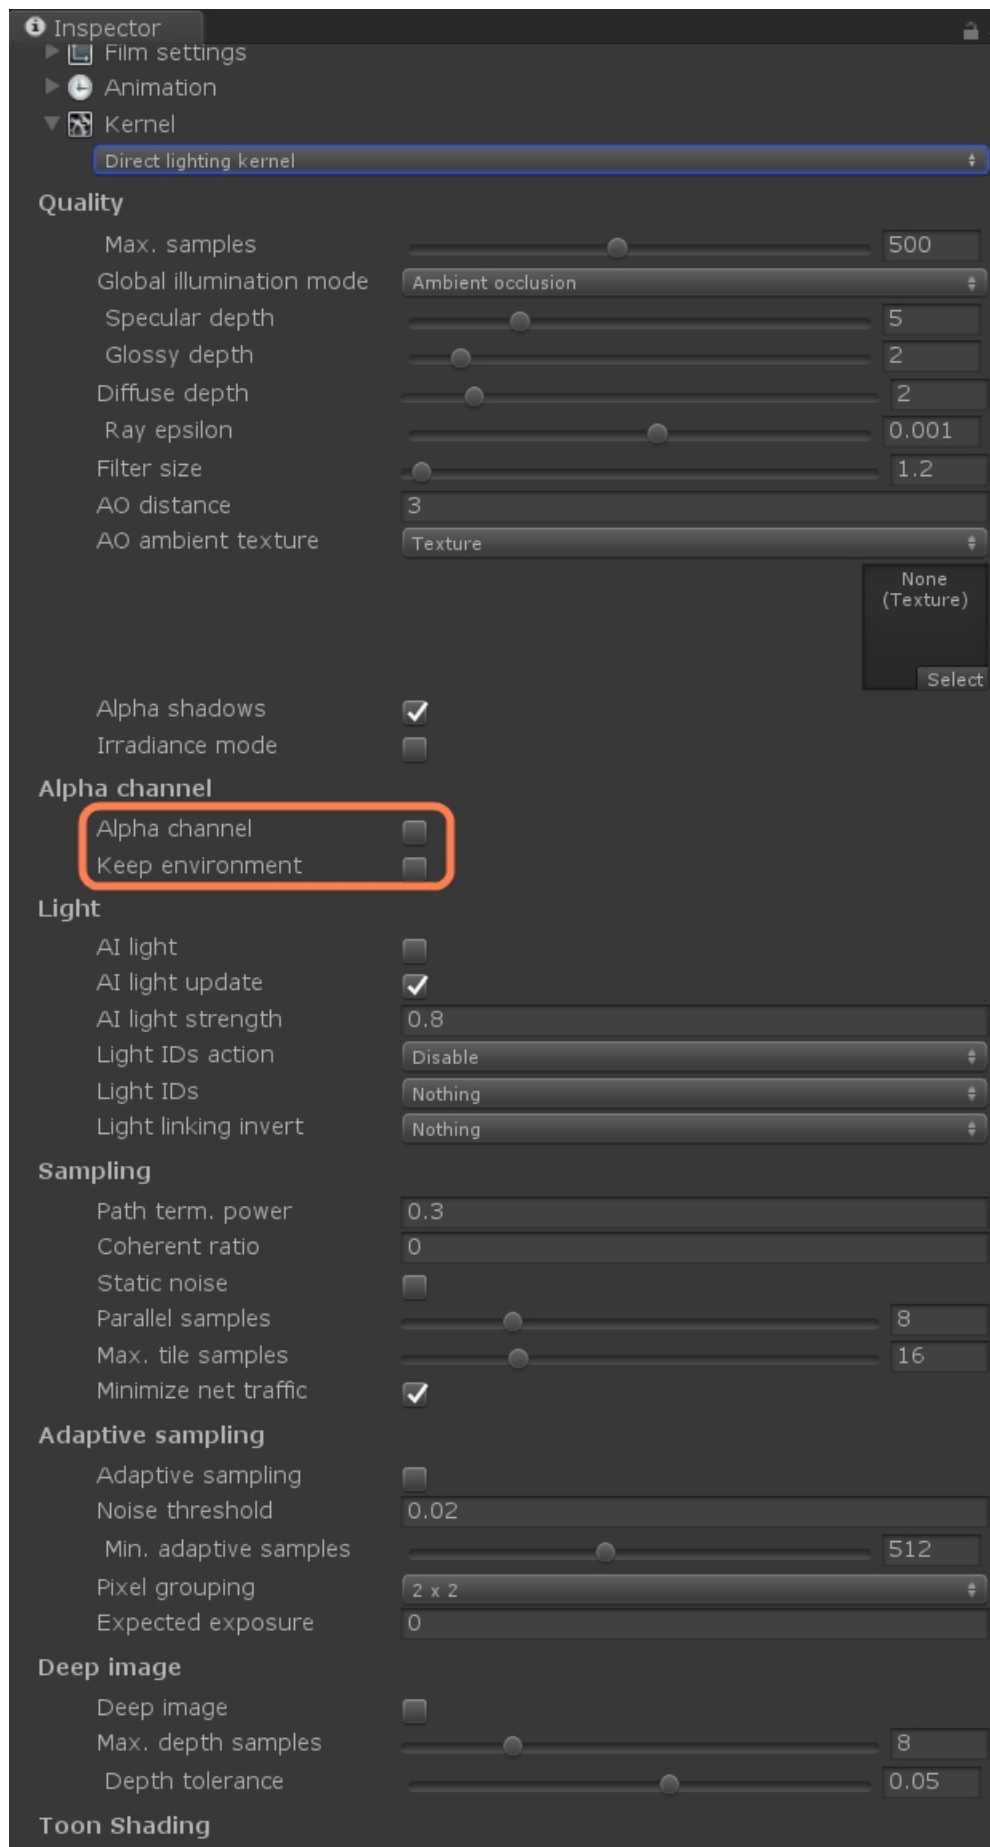 Inspector
Film settings
Animation
Kernel
Direct lighting kernel
Quality
Max. samples 500
Global illumination mode Ambient occlusion
Specular depth 5
Glossy depth 2
Diffuse depth 2
Ray epsilon 0.001
Filter size 1.2
AO distance 3
AO ambient texture Texture
None
(Texture)
Select
Alpha shadows
Irradiance mode
Alpha channel
Alpha channel
Keep environment
Light
AI light
AI light update
AI light strength 0.8
Light IDs action Disable
Light IDs Nothing
Light linking invert Nothing
Sampling
Path term. power 0.3
Coherent ratio 0
Static noise
Parallel samples 8
Max. tile samples 16
Minimize net traffic
Adaptive sampling
Adaptive sampling
Noise threshold 0.02
Min. adaptive samples 512
Pixel grouping 2 x 2
Expected exposure 0
Deep image
Deep image
Max. depth samples 8
Depth tolerance 0.05
Toon Shading